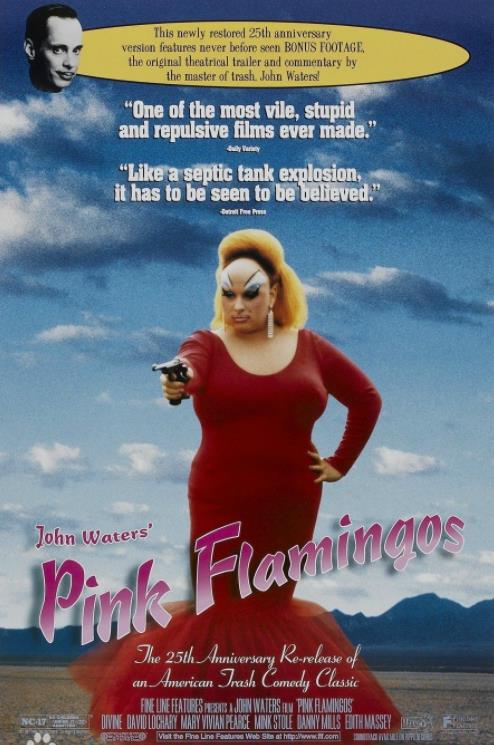 This newly restored 25th anniversary
version features never before seen BONUS FOOTAGE,
the original theatrical trailer and commentary by
the master of trash, John Waters!
“One of the most vile, stupid
and repulsive films ever made.”
-Daily Variety
“Like a septic tank explosion,
it has to be seen to be believed.”
-Detroit Free Press
John Waters’
Pink Flamingos
The 25th Anniversary Re-release of
an American Trash Comedy Classic
FINE LINE FEATURES PRESENTS A JOHN WATERS FILM "PINK FLAMINGOS"
DIVINE DAVID LOCHARY MARY VIVIAN PEARCE MINK STOLE DANNY MILLS EDITH MASSEY
NC-17
Visit the Fine Line Features Web Site at http://www.flf.com